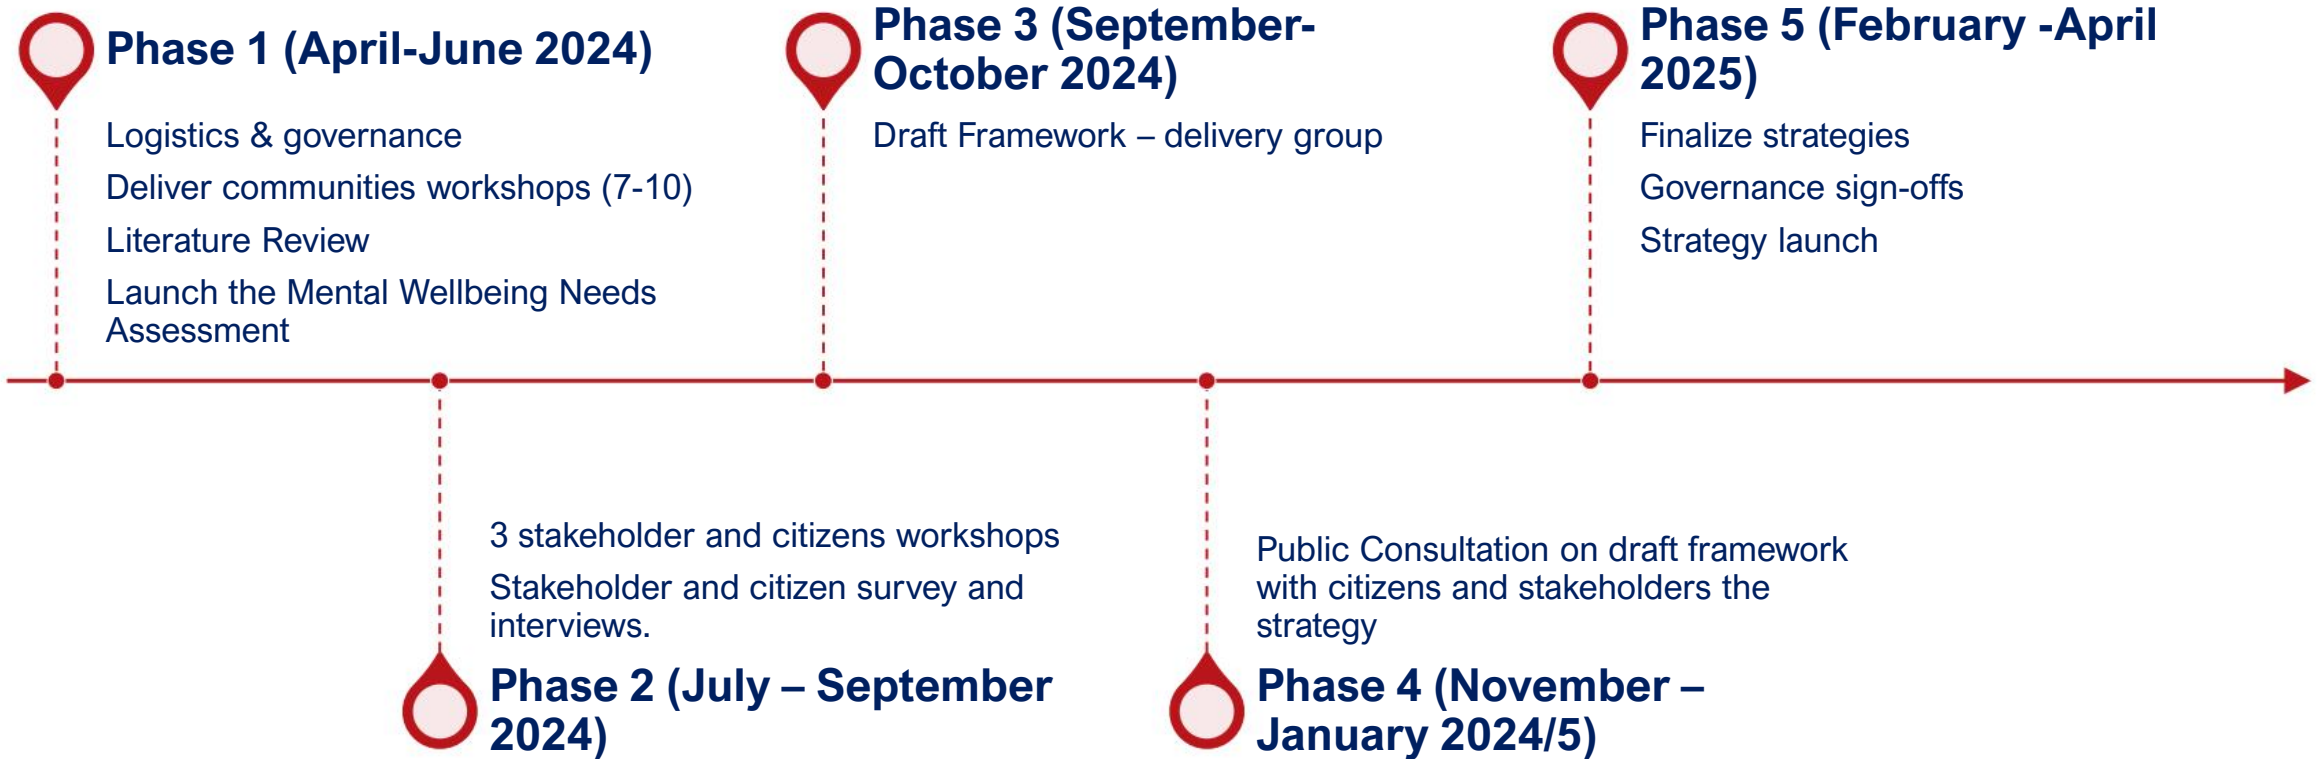 Phase 1 (April-June 2024)
Logistics & governance
Deliver communities workshops (7-10)
Literature Review
Launch the Mental Wellbeing Needs
Assessment
3 stakeholder and citizens workshops
Stakeholder and citizen survey and
interviews.
Phase 2 (July – September
2024)
Phase 3 (September-
October 2024)
Draft Framework – delivery group
Public Consultation on draft framework
with citizens and stakeholders the
strategy
Phase 4 (November –
January 2024/5)
Phase 5 (February -April
2025)
Finalize strategies
Governance sign-offs
Strategy launch